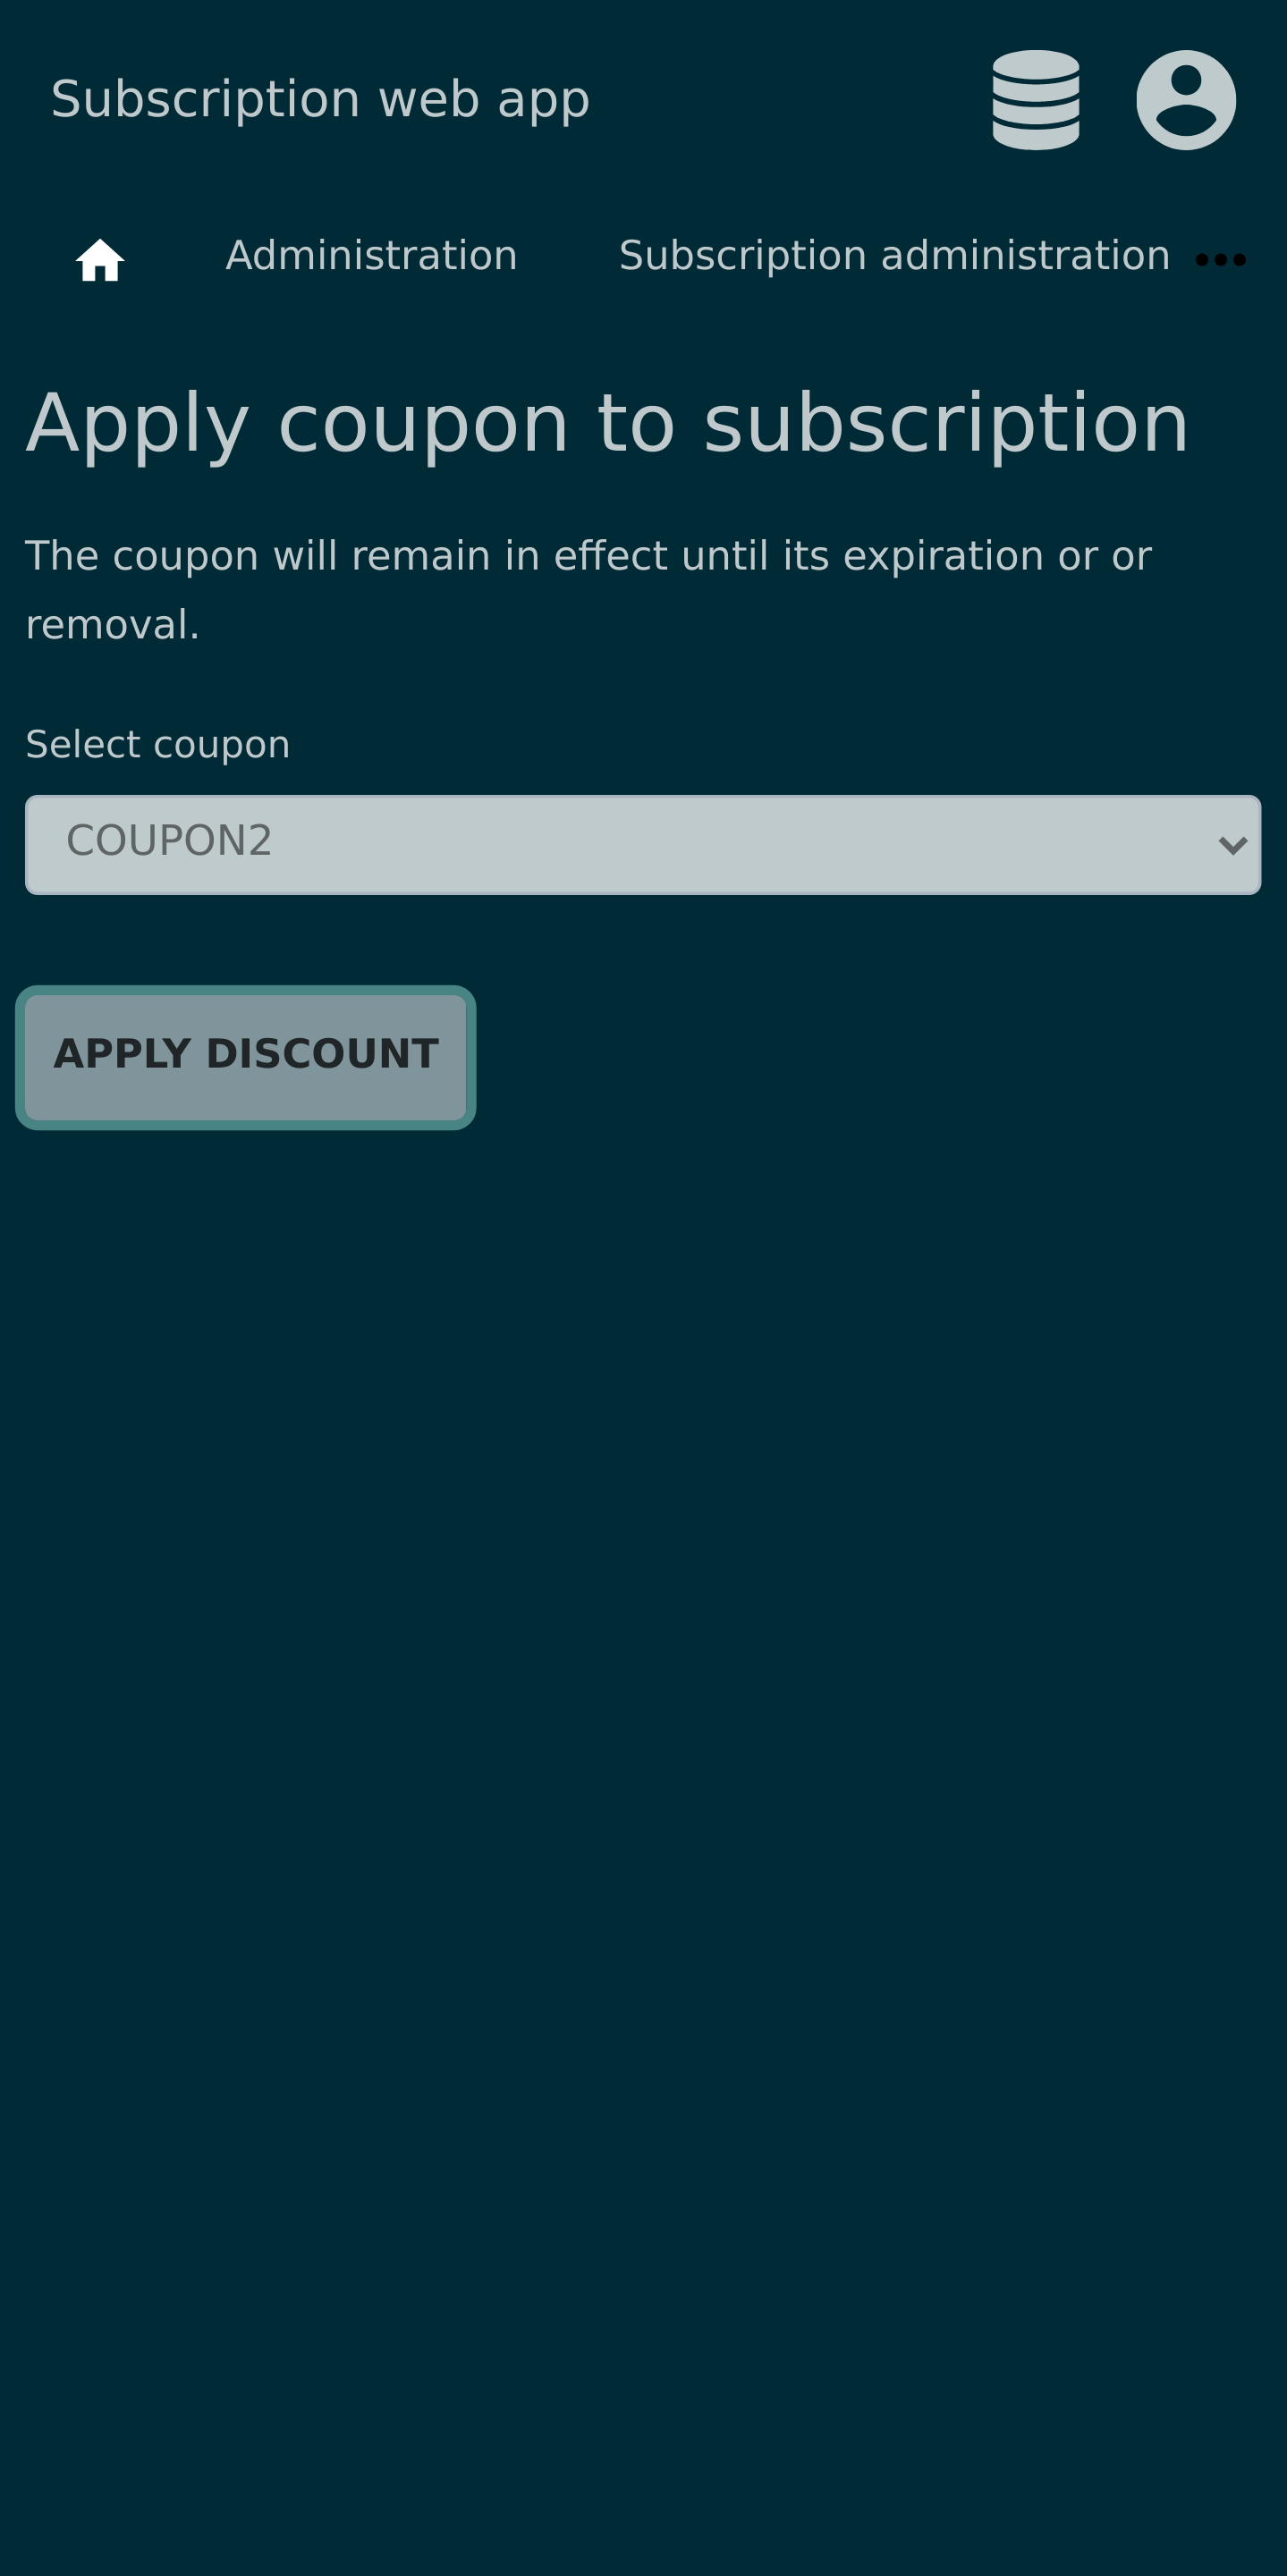 Subscription web app
Administration
Subscription administration
Apply coupon to subscription
The coupon will remain in effect until its expiration or or
removal.
Select coupon
COUPON2
APPLY DISCOUNT